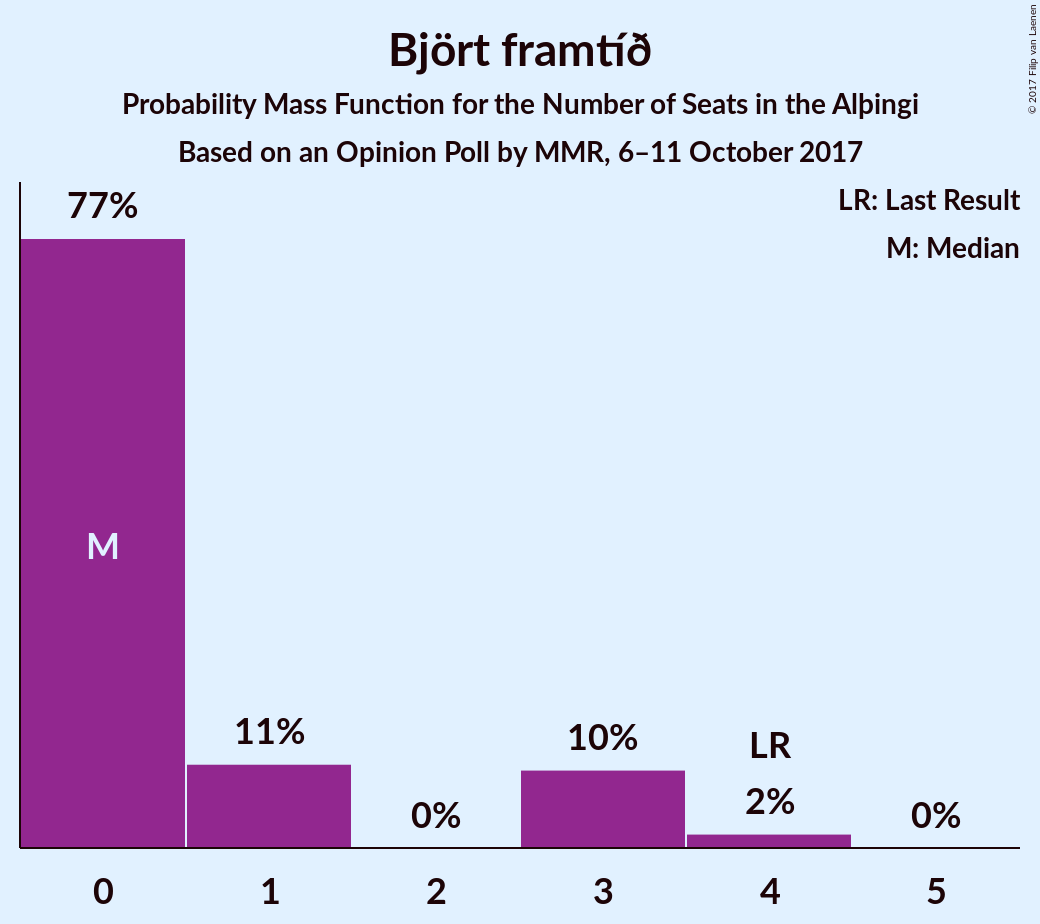 Björt framtíð
Probability Mass Function for the Number of Seats in the Alþingi
Based on an Opinion Poll by MMR, 6–11 October 2017
© 2017 Filip van Laenen
LR: Last Result
M: Median
77%
M
11%
0%
10%
LR
2%
0%
0 1 2 3 4 5